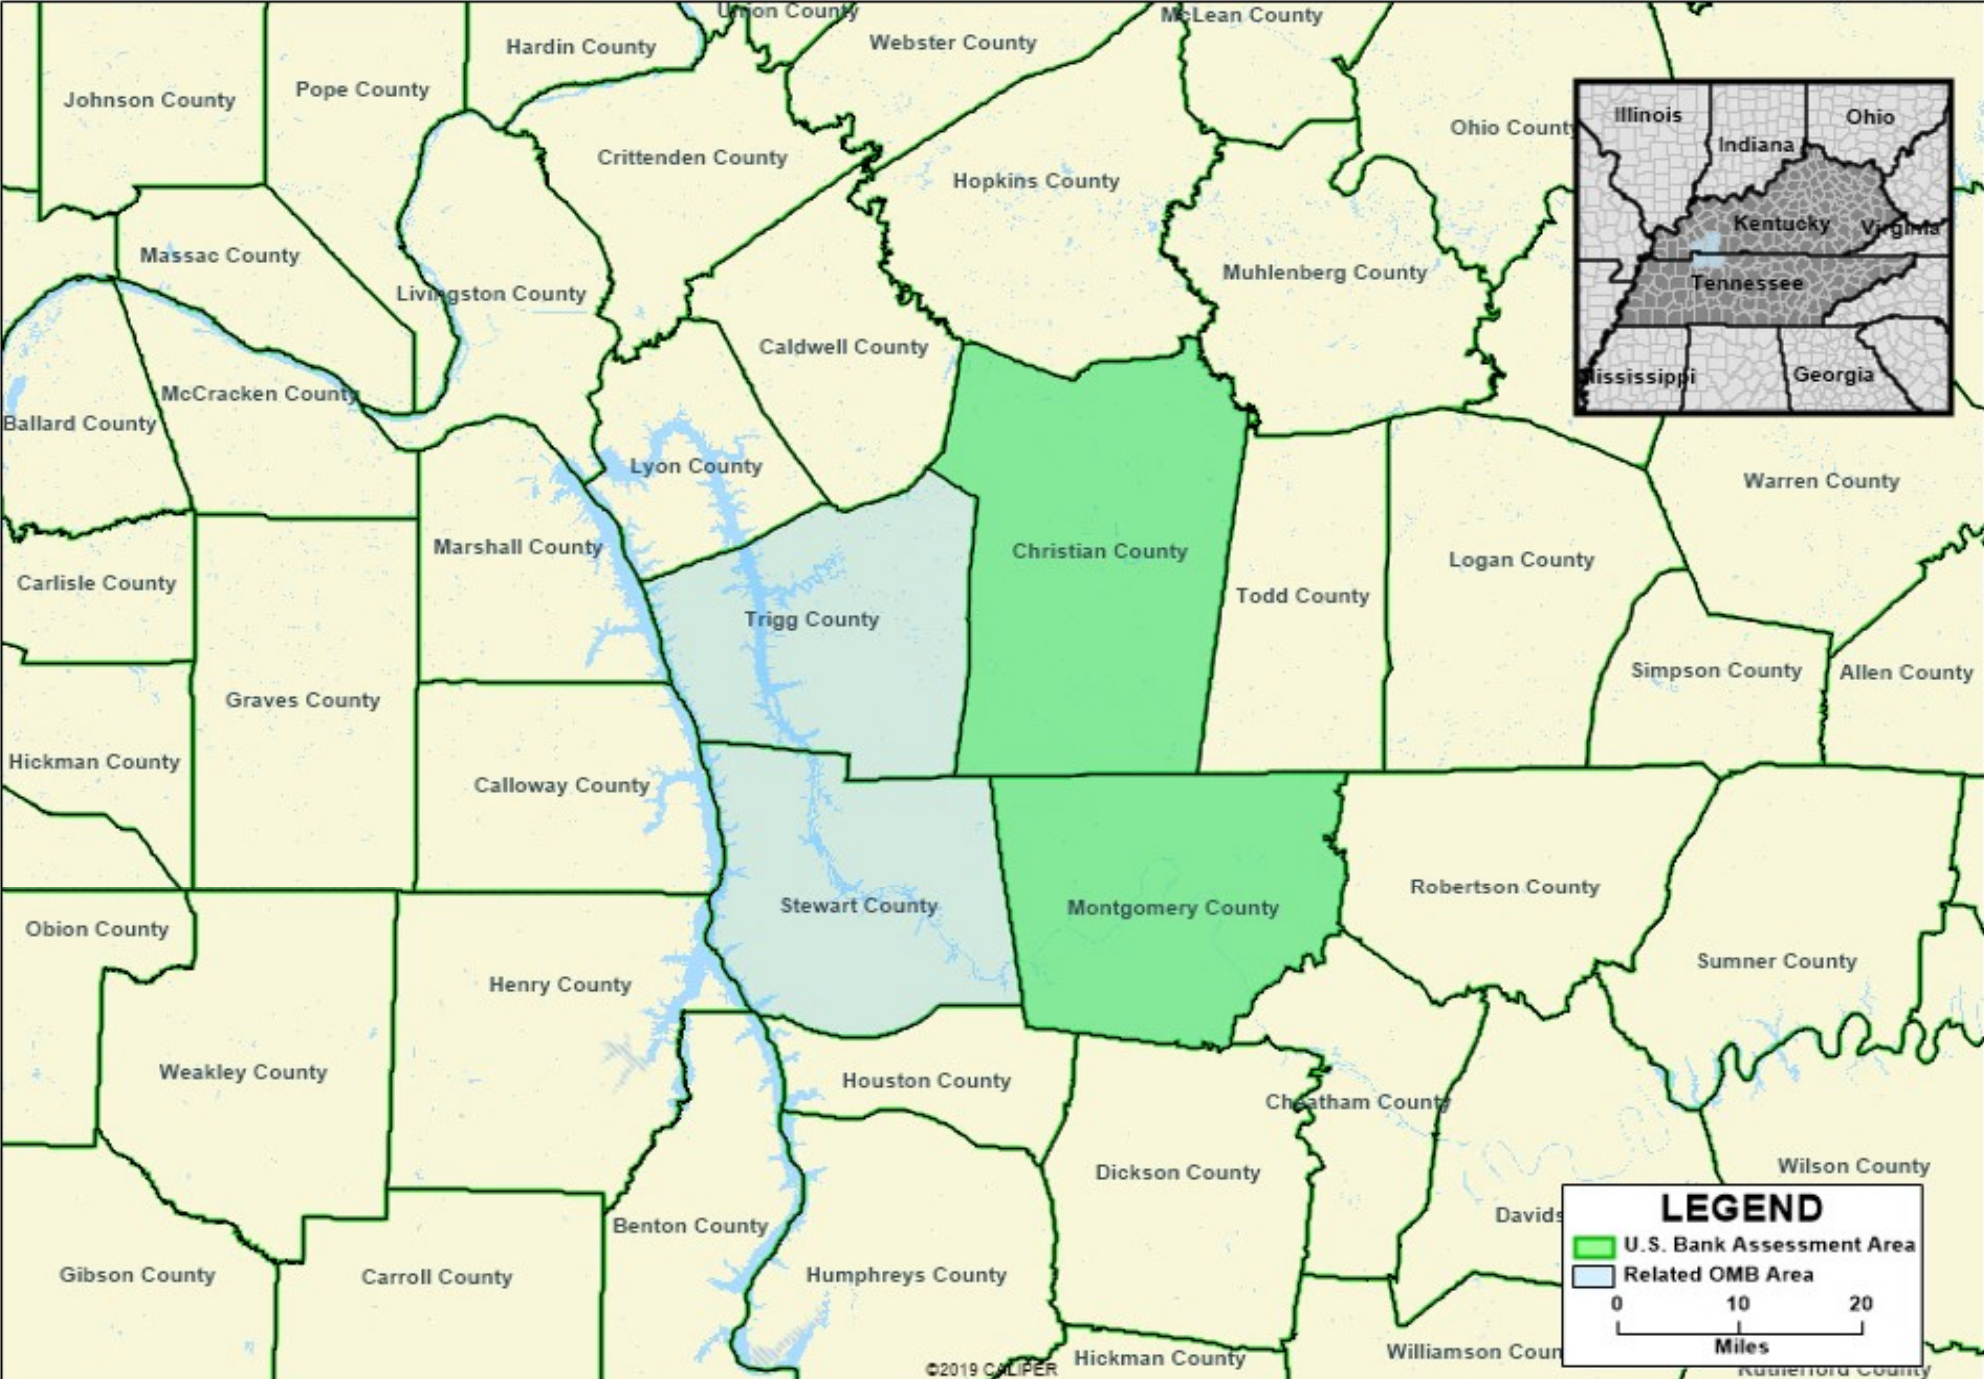 Union County
McLean County
Hardin County
Webster County
Pope County
Johnson County
Illinois
Ohio
Ohio County
Indiana
Crittenden County
Hopkins County
Kentucky
Virginia
Massac County
Muhlenberg County
Tennessee
Livingston County
Caldwell County
Mississippi
Georgia
McCracken County
Ballard County
Lyon County
Warren County
Marshall County
Christian County
Logan County
Carlisle County
Todd County
Trigg County
Simpson County
Allen County
Graves County
Hickman County
Calloway County
Robertson County
Stewart County
Montgomery County
Obion County
Sumner County
Henry County
Weakley County
Houston County
Cheatham County
Dickson County
Wilson County
Davids
Benton County
Gibson County
Carroll County
Humphreys County
LEGEND
U.S. Bank Assessment Area
Related OMB Area
0 10 20
Miles
Hickman County
Williamson Coun
Rutherford County
©2019 CALIPER